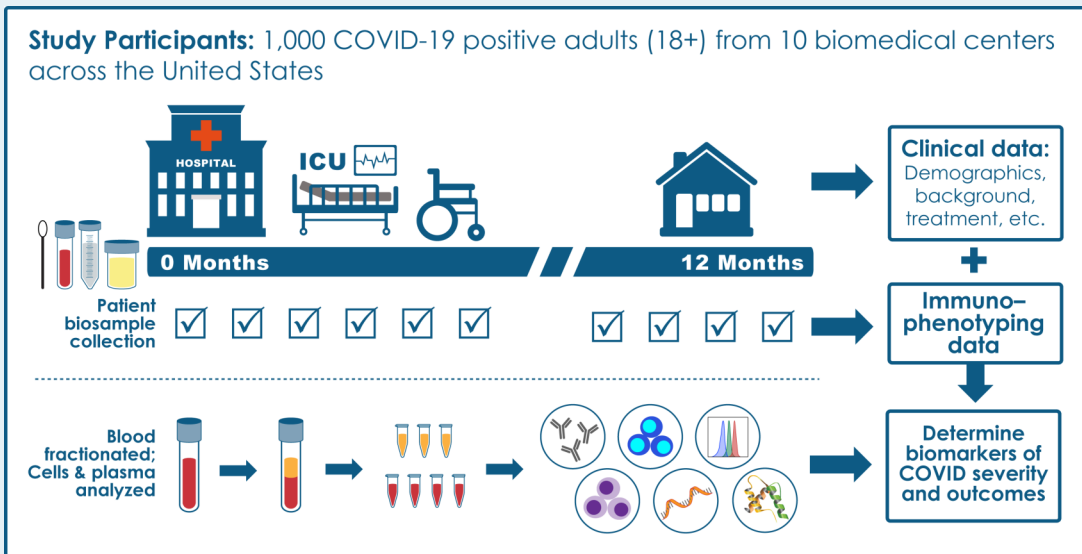 Study Participants: 1,000 COVID-19 positive adults (18+) from 10 biomedical centers
across the United States
HOSPITAL
ICU
0 Months
12 Months
Patient
biosample
collection
Clinical data:
Demographics,
background,
treatment, etc.
+
Immuno–
phenotyping
data
Blood
fractionated;
Cells & plasma
analyzed
Determine
biomarkers of
COVID severity
and outcomes